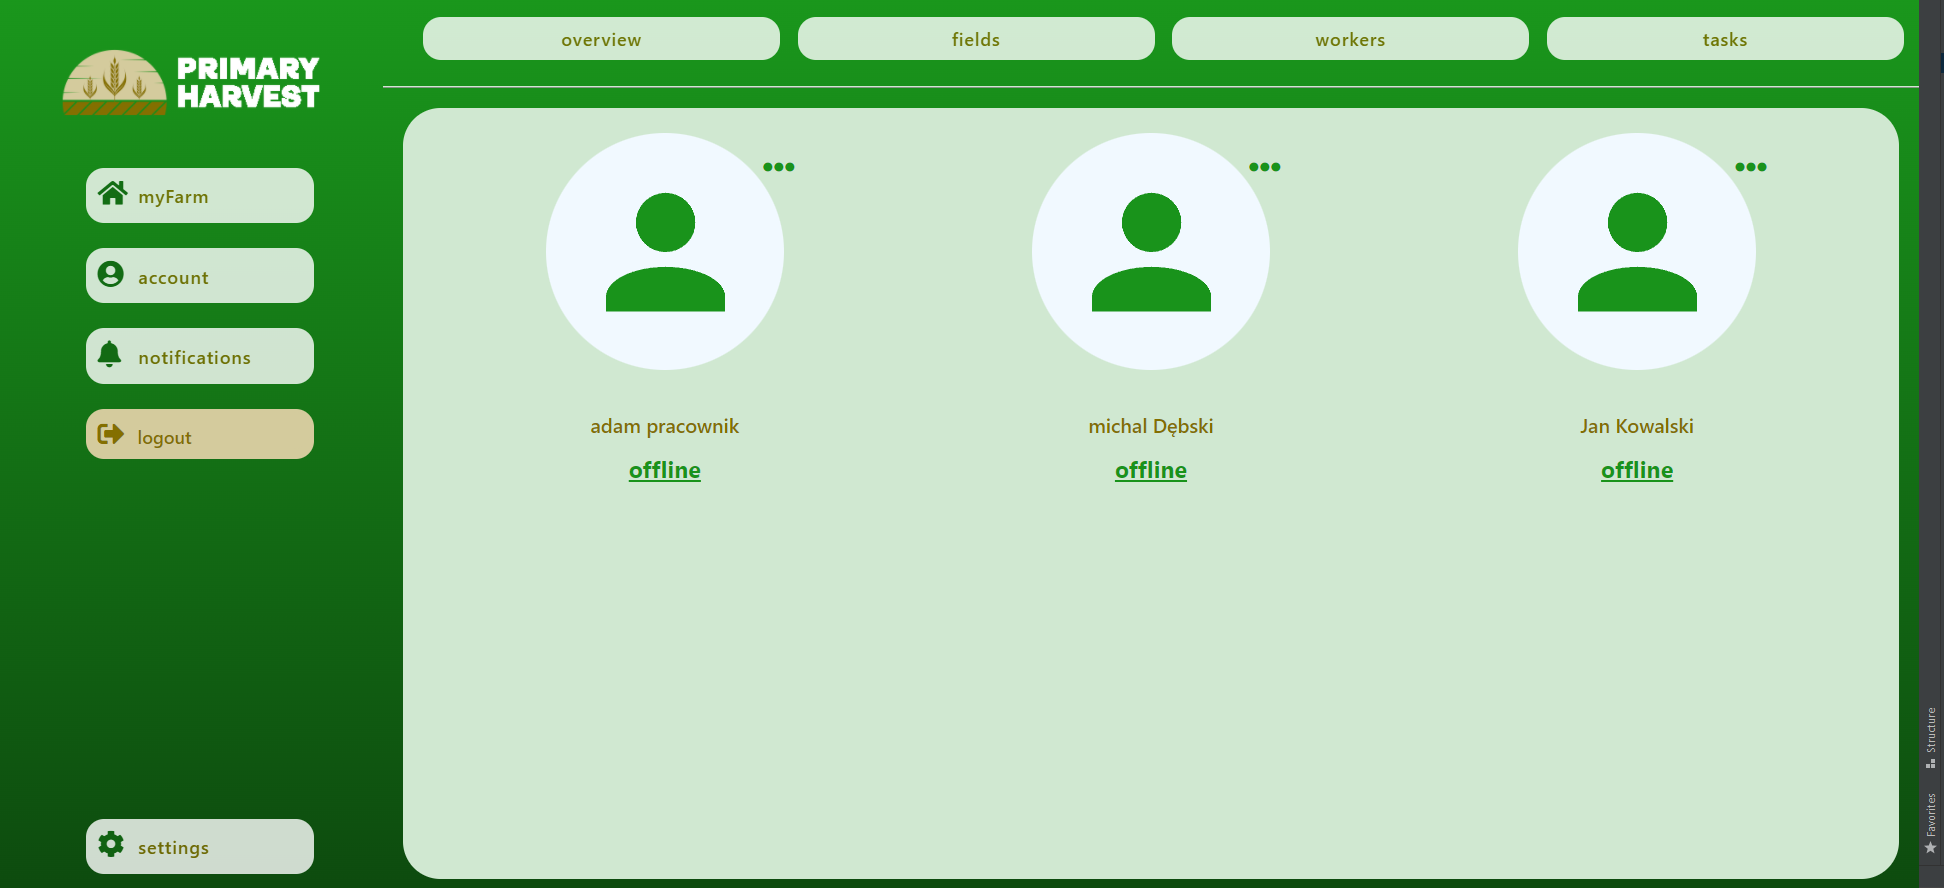 PRIMARY
HARVEST
overview
fields
workers
tasks
myFarm
account
notifications
logout
settings
adam pracownik
offline
michal Dębski
offline
Jan Kowalski
offline
Structure
Favorites